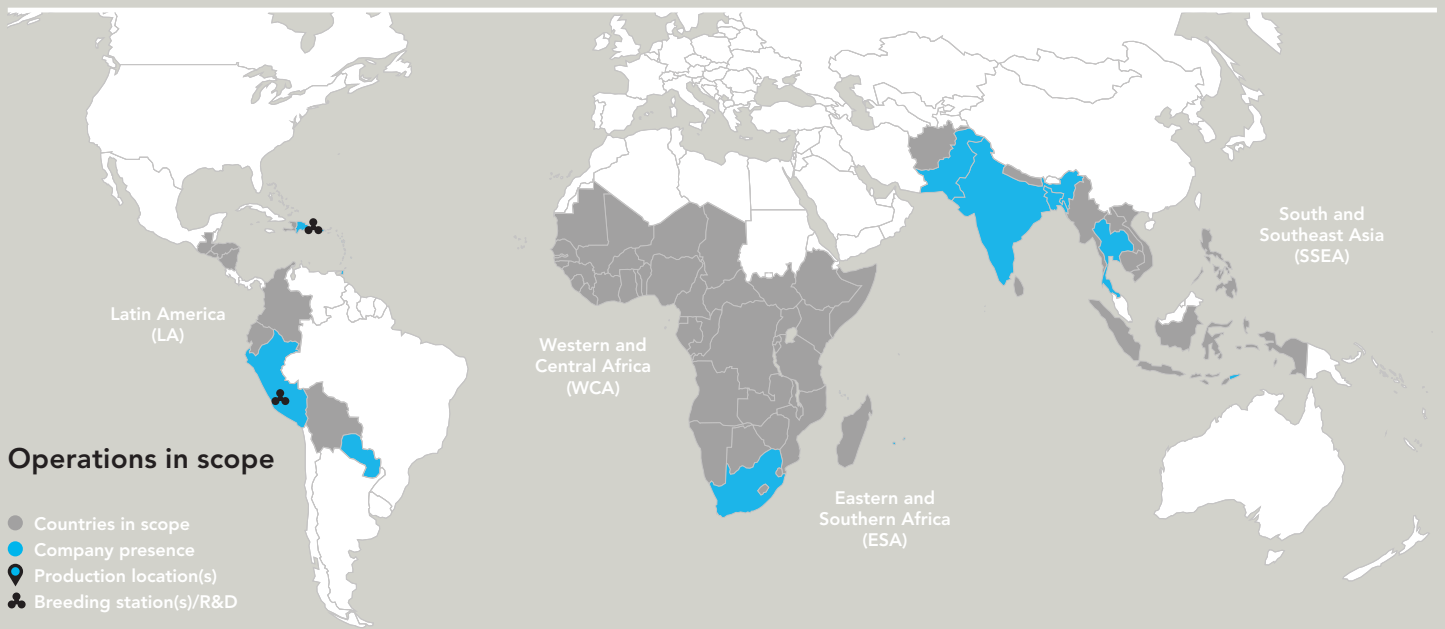 South and
Southeast Asia
(SSEA)
Latin America
(LA)
Western and
Central Africa
(WCA)
Operations in scope
Eastern and
Southern Africa
(ESA)
Countries in scope
Company presence
Production location(s)
Breeding station(s)/R&D